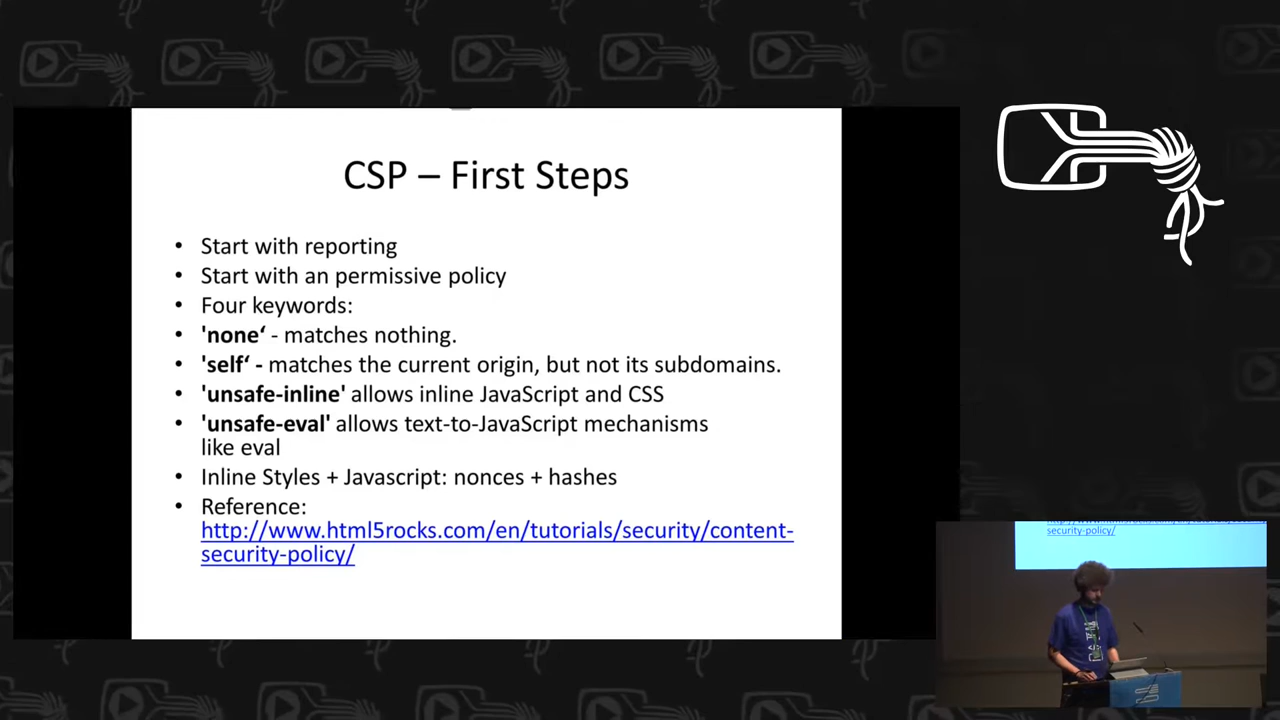 CSP – First Steps
• Start with reporting
• Start with an permissive policy
• Four keywords:
• 'none‘ - matches nothing.
• 'self‘ - matches the current origin, but not its subdomains.
• 'unsafe-inline' allows inline JavaScript and CSS
• 'unsafe-eval' allows text-to-JavaScript mechanisms
like eval
• Inline Styles + Javascript: nonces + hashes
• Reference:
http://www.html5rocks.com/en/tutorials/security/content-
security-policy/
security-policy/